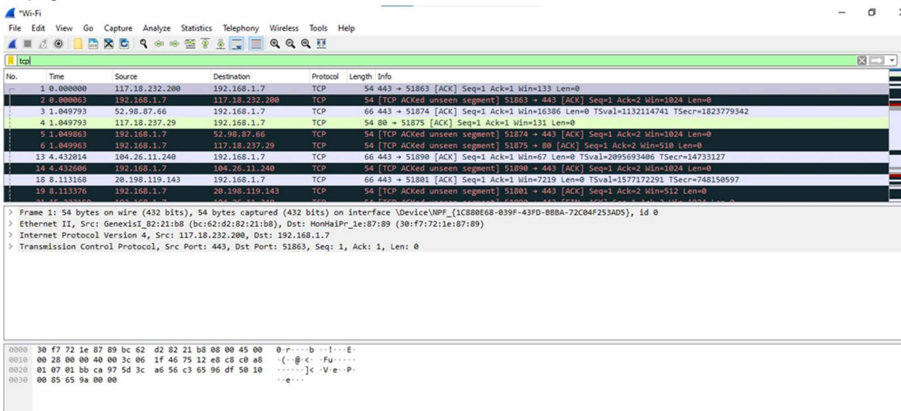 *Wi-Fi
File Edit View Go Capture Analyze Statistics Telephony Wireless Tools Help
tcp
No. Time Source Destination Protocol Length Info
1 0.000000 117.18.232.200 192.168.1.7 TCP 54 443 → 51863 [ACK] Seq=1 Ack=1 Win=133 Len=0
2 0.000063 192.168.1.7 117.18.232.200 TCP 54 [TCP ACKed unseen segment] 51863 → 443 [ACK] Seq=1 Ack=2 Win=1024 Len=0
3 1.049793 52.98.87.66 192.168.1.7 TCP 66 443 → 51874 [ACK] Seq=1 Ack=1 Win=16386 Len=0 TSval=1132114741 TSecr=1823779342
4 1.049793 117.18.237.29 192.168.1.7 TCP 54 80 → 51875 [ACK] Seq=1 Ack=1 Win=131 Len=0
5 1.049863 192.168.1.7 52.98.87.66 TCP 54 [TCP ACKed unseen segment] 51874 → 443 [ACK] Seq=1 Ack=2 Win=1024 Len=0
6 1.049963 192.168.1.7 117.18.237.29 TCP 54 [TCP ACKed unseen segment] 51875 → 80 [ACK] Seq=1 Ack=2 Win=510 Len=0
13 4.432014 104.26.11.240 192.168.1.7 TCP 66 443 → 51890 [ACK] Seq=1 Ack=1 Win=67 Len=0 TSval=2095693406 TSecr=14733127
14 4.432606 192.168.1.7 104.26.11.240 TCP 54 [TCP ACKed unseen segment] 51890 → 443 [ACK] Seq=1 Ack=2 Win=1024 Len=0
18 8.113168 20.198.119.143 192.168.1.7 TCP 66 443 → 51801 [ACK] Seq=1 Ack=1 Win=7219 Len=0 TSval=1577172291 TSecr=748150597
19 8.113376 192.168.1.7 20.198.119.143 TCP 54 [TCP ACKed unseen segment] 51801 → 443 [ACK] Seq=1 Ack=2 Win=512 Len=0
> Frame 1: 54 bytes on wire (432 bits), 54 bytes captured (432 bits) on interface \Device\NPF_{1C880E68-039F-43FD-BBBA-72C04F253AD5}, id 0
> Ethernet II, Src: GenexisI_82:21:b8 (bc:62:d2:82:21:b8), Dst: HonHaiPr_1e:87:89 (30:f7:72:1e:87:89)
> Internet Protocol Version 4, Src: 117.18.232.200, Dst: 192.168.1.7
> Transmission Control Protocol, Src Port: 443, Dst Port: 51863, Seq: 1, Ack: 1, Len: 0
0000 30 f7 72 1e 87 89 bc 62 d2 82 21 b8 08 00 45 00 0·r····b ··!···E·
0010 00 28 00 00 40 00 3c 06 1f 46 75 12 e8 c8 c0 a8 ·(··@·<· ·Fu·····
0020 01 07 01 bb ca 97 5d 3c a6 56 c3 65 96 df 50 10 ······]< ·V·e··P·
0030 00 85 65 9a 00 00 ··e···